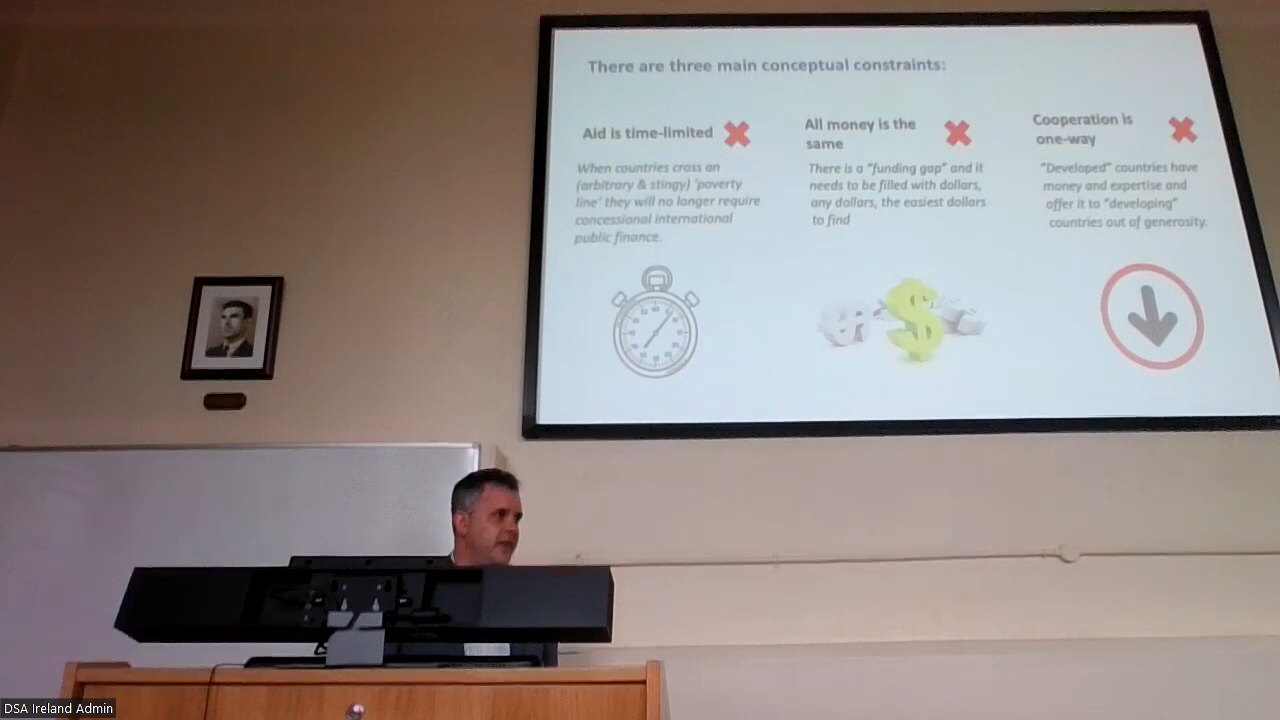 There are three main conceptual constraints:
Aid is time-limited
When countries cross an
(arbitrary & stingy) 'poverty
line' they will no longer require
concessional international
public finance.
All money is the
same
There is a "funding gap" and it
needs to be filled with dollars,
any dollars, the easiest dollars
to find
Cooperation is
one-way
"Developed" countries have
money and expertise and
offer it to "developing"
countries out of generosity.
DSA Ireland Admin